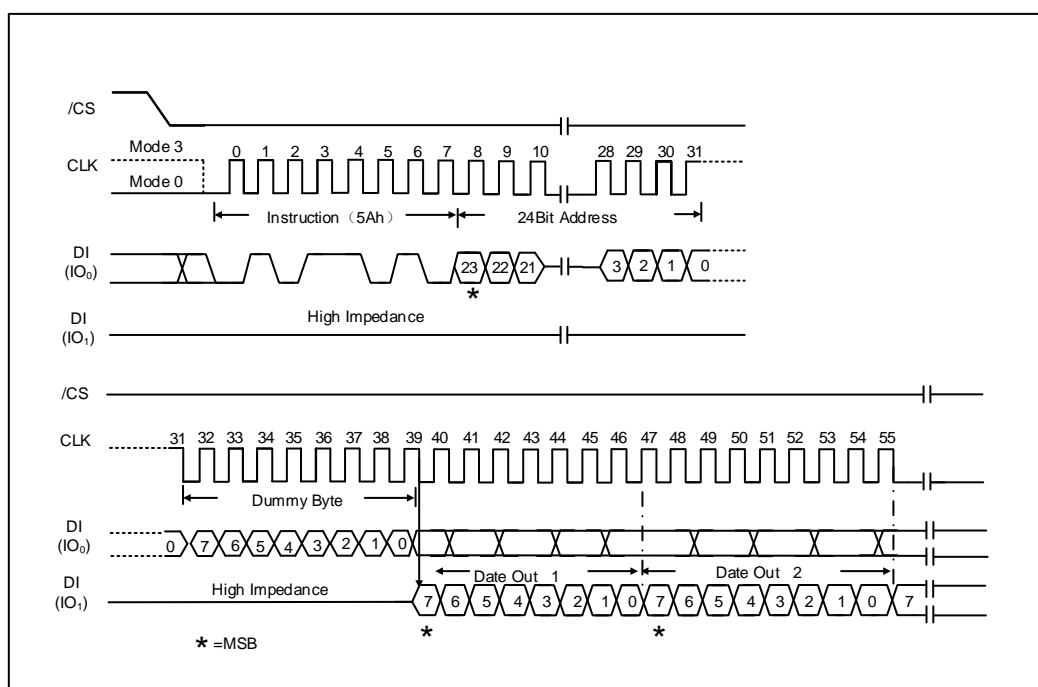 /CS
Mode 3
CLK
Mode 0
0 1 2 3 4 5 6 7 8 9 10 28 29 30 31
Instruction（5Ah） 24Bit Address
DI
(IO₀)
23 22 21 3 2 1 0
*
DI
(IO₁)
High Impedance
/CS
CLK
31 32 33 34 35 36 37 38 39 40 41 42 43 44 45 46 47 48 49 50 51 52 53 54 55
Dummy Byte
DI
(IO₀)
0 7 6 5 4 3 2 1 0
Date Out 1 Date Out 2
DI
(IO₁)
High Impedance
7 6 5 4 3 2 1 0 7 6 5 4 3 2 1 0 7
* *
* =MSB